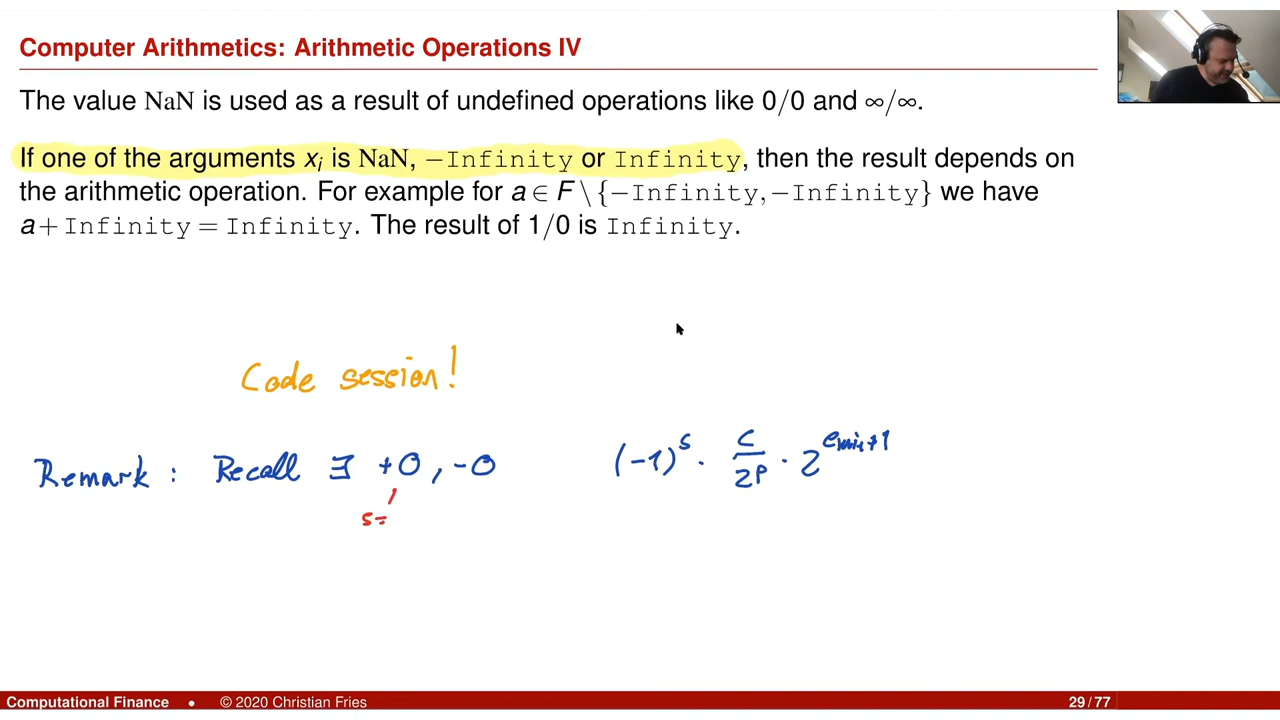 Computer Arithmetics: Arithmetic Operations IV
The value NaN is used as a result of undefined operations like 0/0 and ∞/∞.
If one of the arguments xᵢ is NaN, −Infinity or Infinity, then the result depends on
the arithmetic operation. For example for a ∈ F \ {−Infinity, −Infinity} we have
a + Infinity = Infinity. The result of 1/0 is Infinity.
Code session!
Remark : Recall ∃ +0, -0 (-1)^s · c/2^p · 2^(e_min+1)
s=
Computational Finance • © 2020 Christian Fries 29 / 77